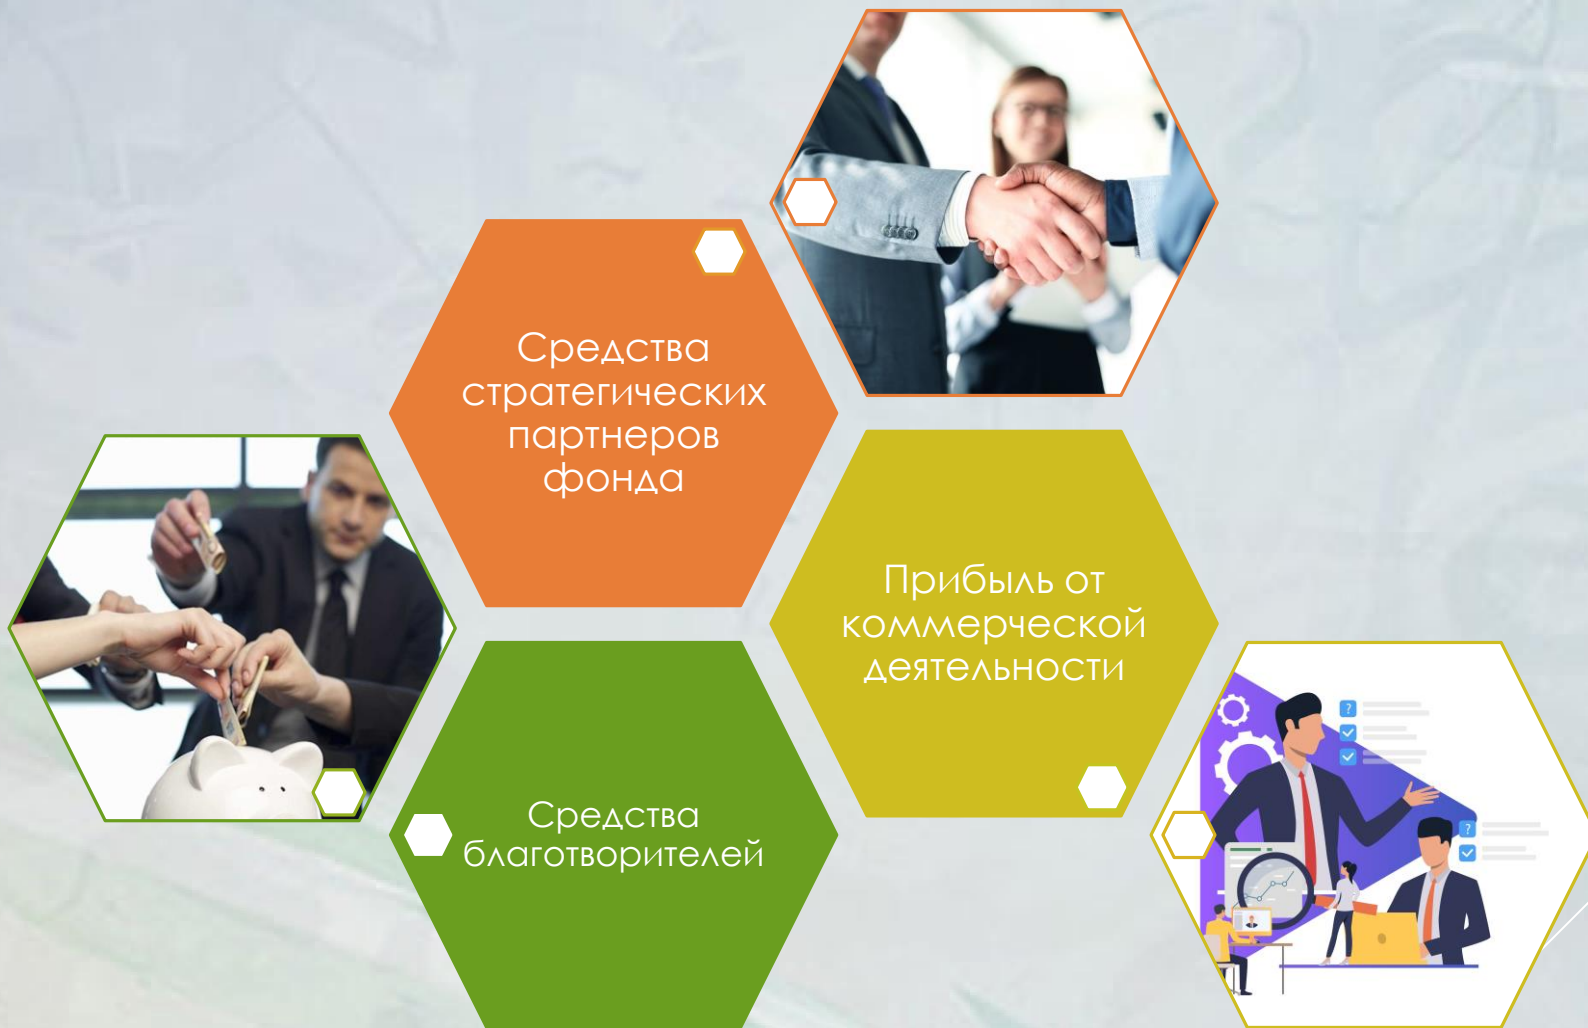 Средства
стратегических
партнеров
фонда
Прибыль от
коммерческой
деятельности
Средства
благотворителей
?
?